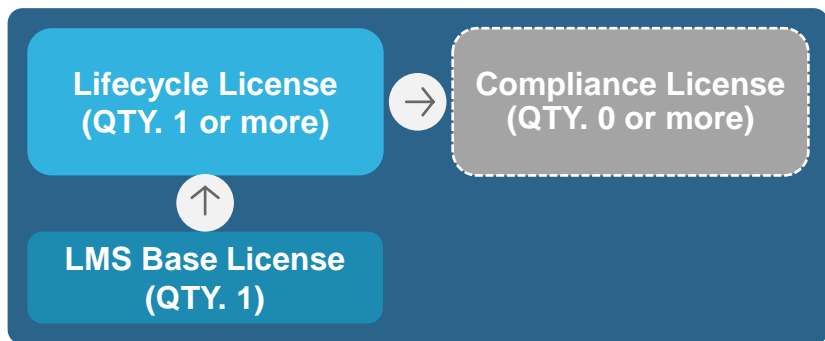 Lifecycle License
(QTY. 1 or more)
Compliance License
(QTY. 0 or more)
LMS Base License
(QTY. 1)